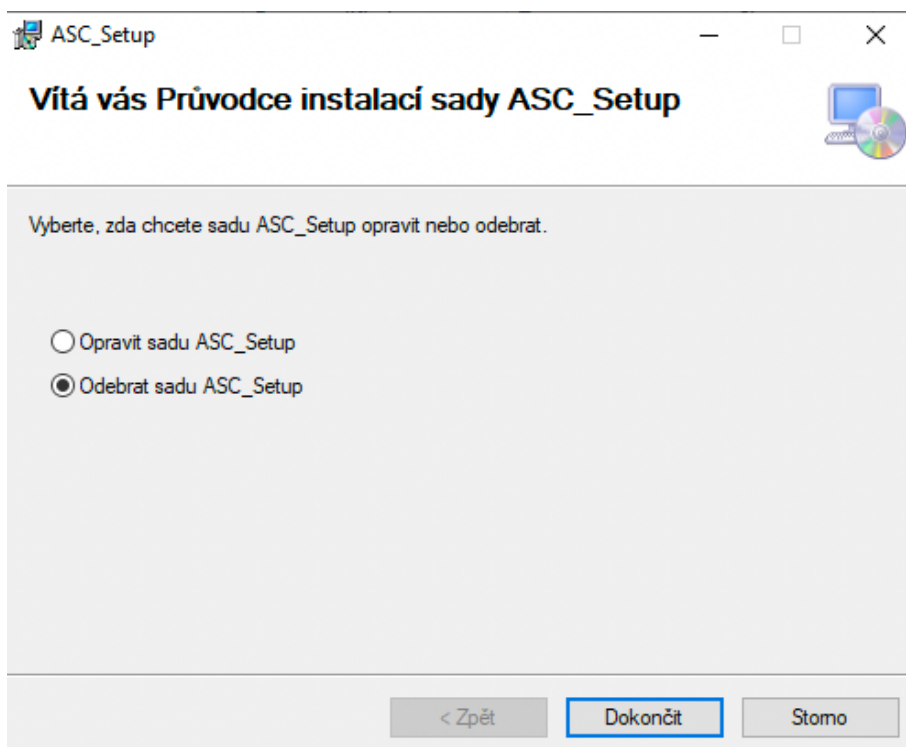 ASC_Setup
Vítá vás Průvodce instalací sady ASC_Setup
Vyberte, zda chcete sadu ASC_Setup opravit nebo odebrat.
Opravit sadu ASC_Setup
Odebrat sadu ASC_Setup
< Zpět
Dokončit
Storno